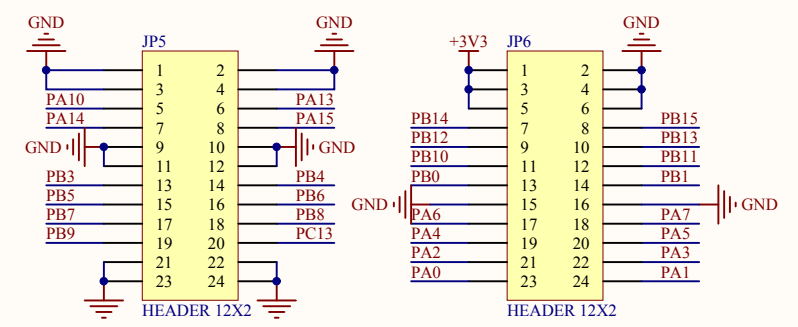 GND GND +3V3 GND
JP5 JP6
1 2 1 2
3 4 3 4
PA10 5 6 PA13 5 6
PA14 7 8 PA15 PB14 7 8 PB15
GND 9 10 GND PB12 9 10 PB13
11 12 PB10 11 12 PB11
PB3 13 14 PB4 PB0 13 14 PB1
PB5 15 16 PB6 GND 15 16 GND
PB7 17 18 PB8 PA6 17 18 PA7
PB9 19 20 PC13 PA4 19 20 PA5
21 22 PA2 21 22 PA3
23 24 PA0 23 24 PA1
HEADER 12X2 HEADER 12X2